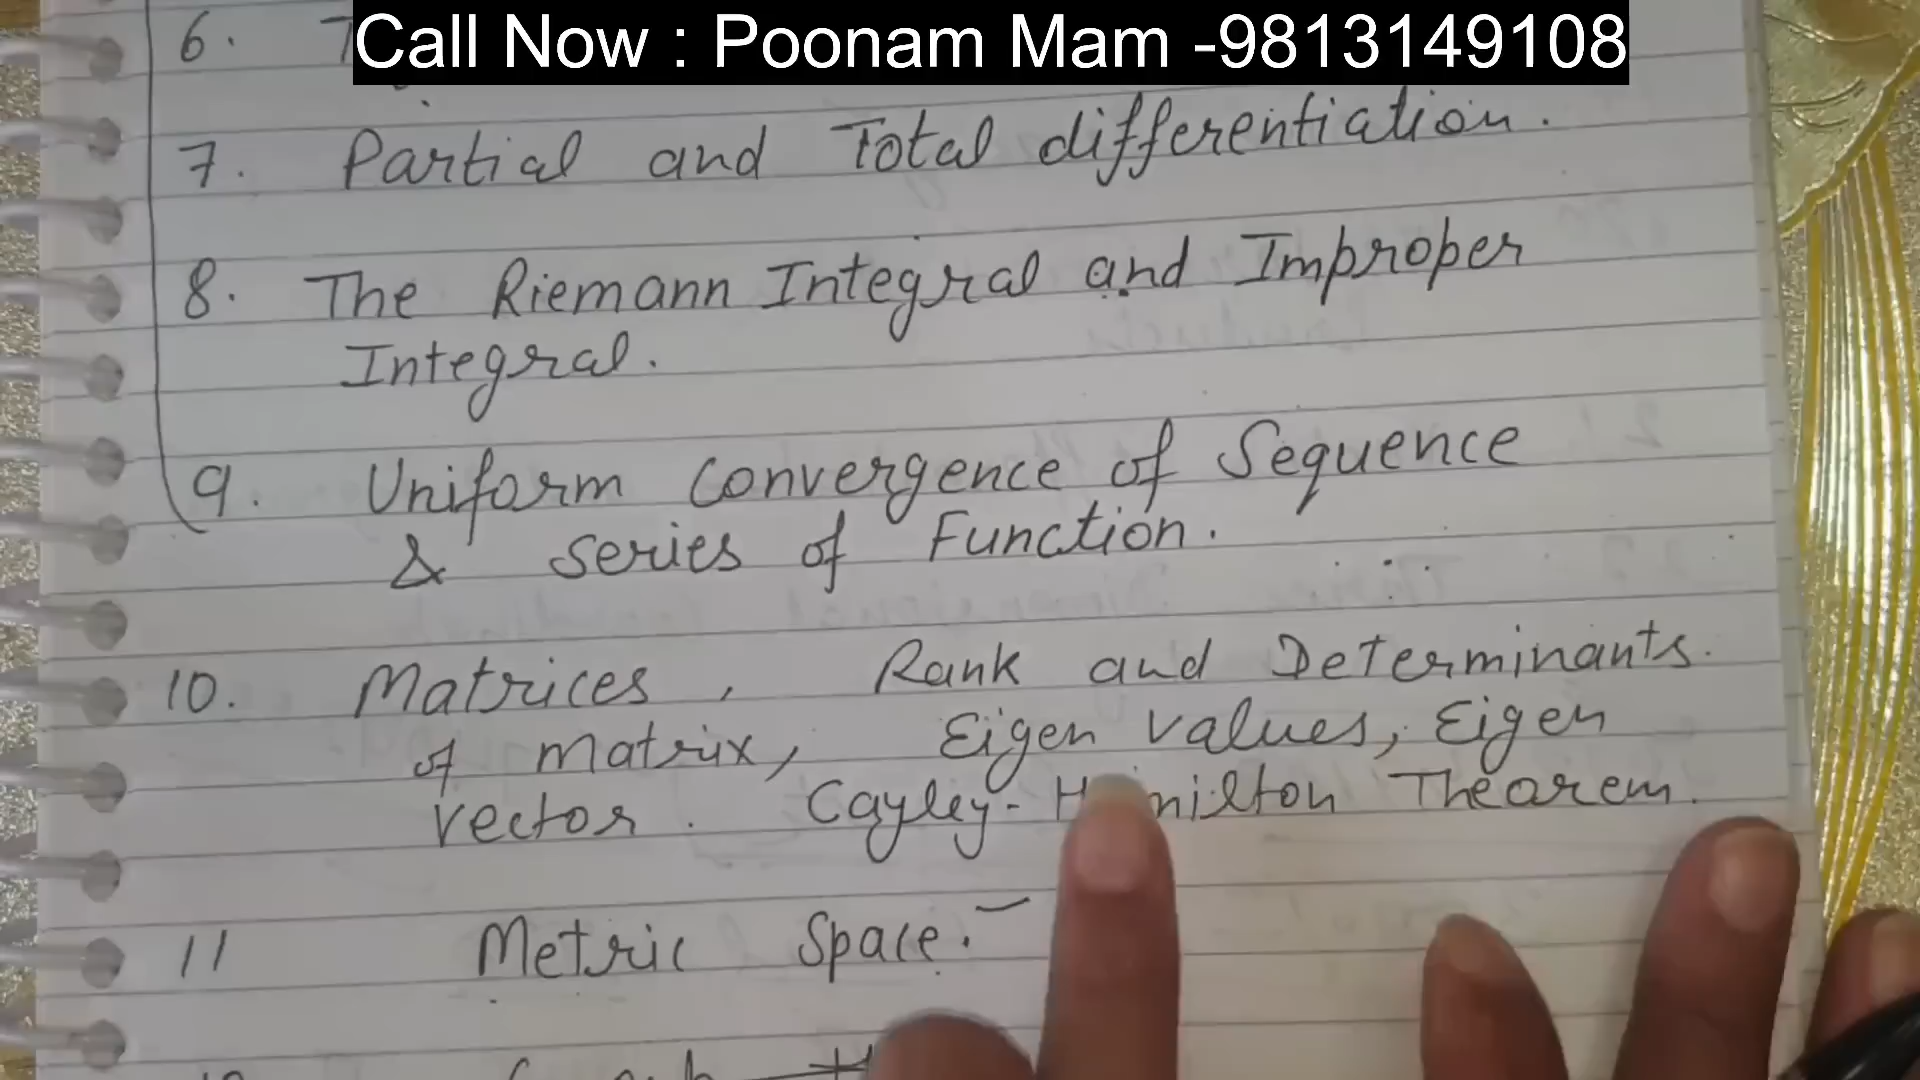 Call Now : Poonam Mam -9813149108
6.
7. Partial and Total differentiation.
8. The Riemann Integral and Improper
Integral.
9. Uniform convergence of Sequence
& series of Function.
10. Matrices, Rank and Determinants.
of matrix, Eigen values, Eigen
vector. Cayley-Hamilton Thearem.
11 Metric Space.